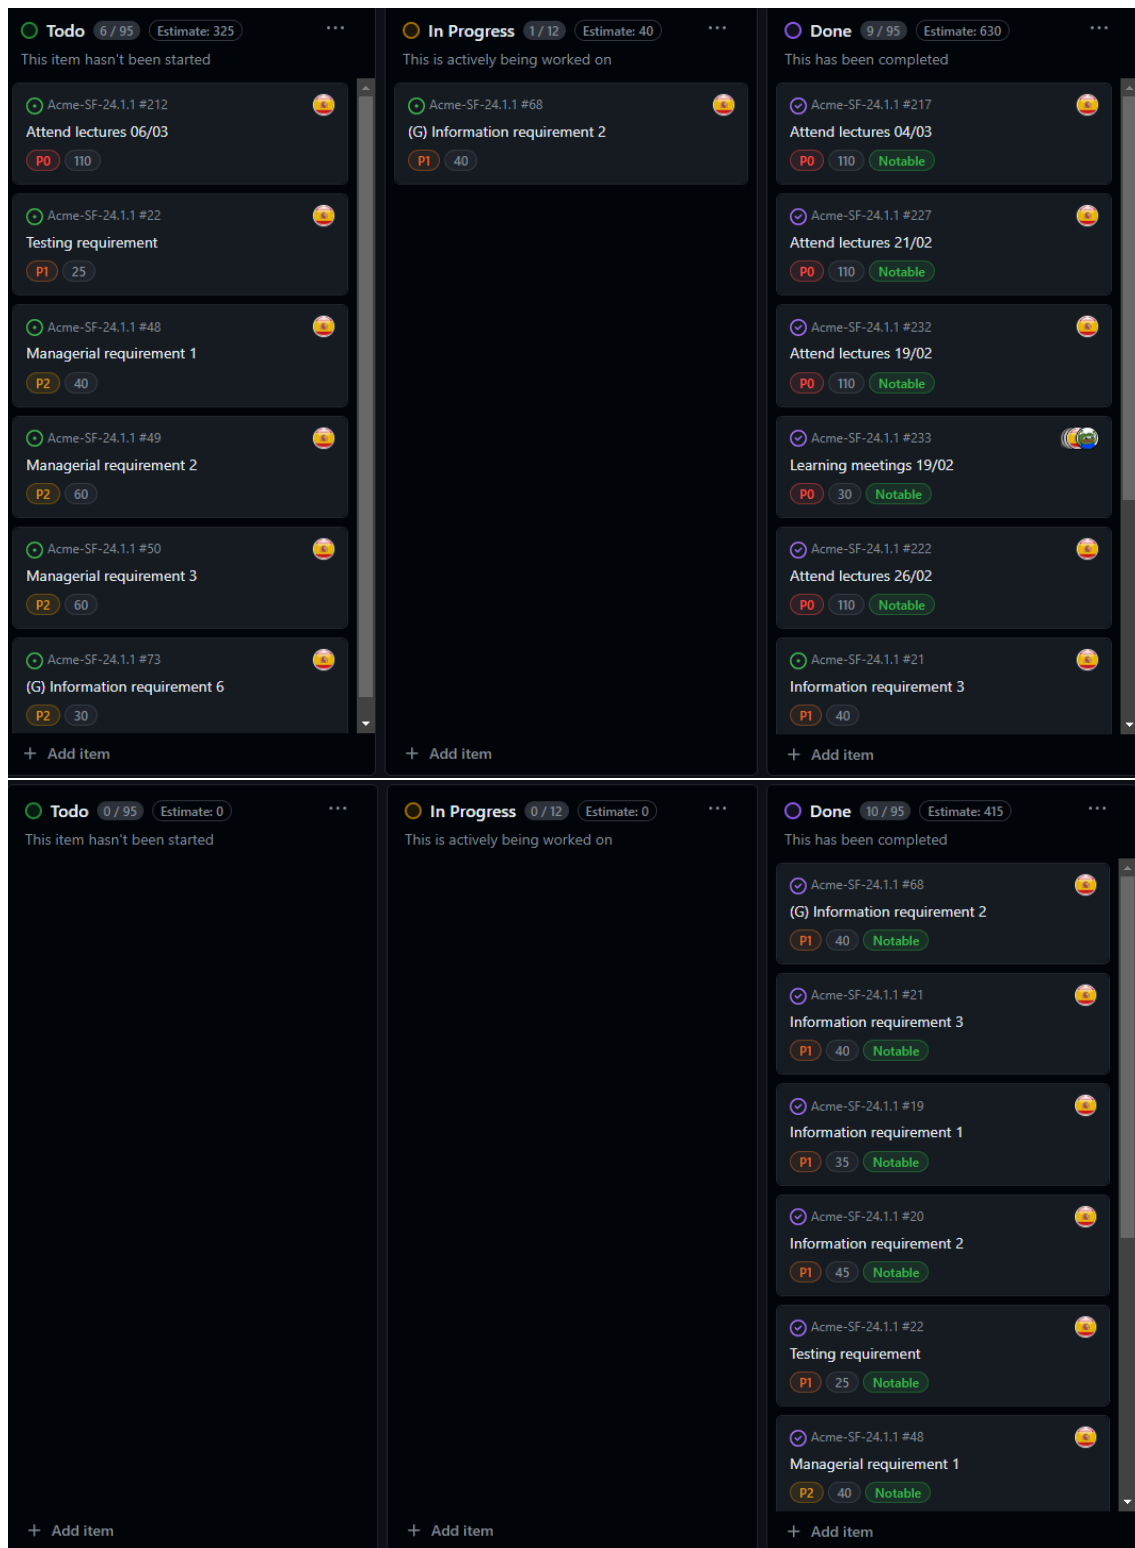 Todo 6 / 95 Estimate: 325
This item hasn't been started
Acme-SF-24.1.1 #212
Attend lectures 06/03
P0 110
Acme-SF-24.1.1 #22
Testing requirement
P1 25
Acme-SF-24.1.1 #48
Managerial requirement 1
P2 40
Acme-SF-24.1.1 #49
Managerial requirement 2
P2 60
Acme-SF-24.1.1 #50
Managerial requirement 3
P2 60
Acme-SF-24.1.1 #73
(G) Information requirement 6
P2 30
+ Add item
In Progress 1 / 12 Estimate: 40
This is actively being worked on
Acme-SF-24.1.1 #68
(G) Information requirement 2
P1 40
+ Add item
Done 9 / 95 Estimate: 630
This has been completed
Acme-SF-24.1.1 #217
Attend lectures 04/03
P0 110 Notable
Acme-SF-24.1.1 #227
Attend lectures 21/02
P0 110 Notable
Acme-SF-24.1.1 #232
Attend lectures 19/02
P0 110 Notable
Acme-SF-24.1.1 #233
Learning meetings 19/02
P0 30 Notable
Acme-SF-24.1.1 #222
Attend lectures 26/02
P0 110 Notable
Acme-SF-24.1.1 #21
Information requirement 3
P1 40
+ Add item
Todo 0 / 95 Estimate: 0
This item hasn't been started
+ Add item
In Progress 0 / 12 Estimate: 0
This is actively being worked on
+ Add item
Done 10 / 95 Estimate: 415
This has been completed
Acme-SF-24.1.1 #68
(G) Information requirement 2
P1 40 Notable
Acme-SF-24.1.1 #21
Information requirement 3
P1 40 Notable
Acme-SF-24.1.1 #19
Information requirement 1
P1 35 Notable
Acme-SF-24.1.1 #20
Information requirement 2
P1 45 Notable
Acme-SF-24.1.1 #22
Testing requirement
P1 25 Notable
Acme-SF-24.1.1 #48
Managerial requirement 1
P2 40 Notable
+ Add item